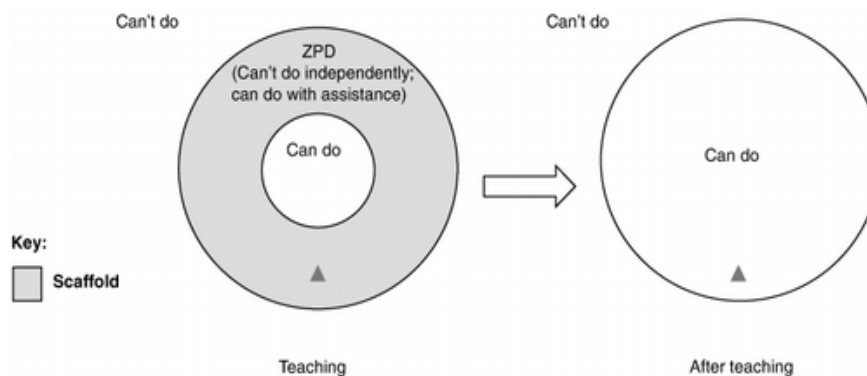 Can't do
Can't do
ZPD
(Can't do independently;
can do with assistance)
Can do
Can do
Key:
Scaffold
Teaching
After teaching